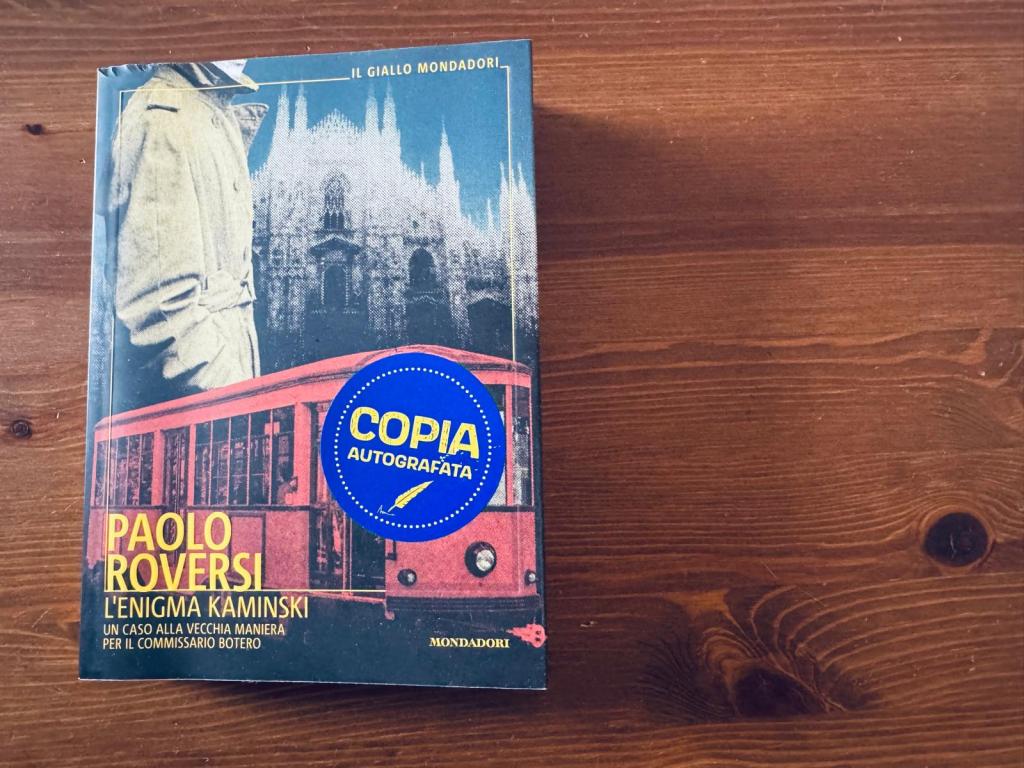 IL GIALLO MONDADORI
COPIA
AUTOGRAFATA
PAOLO
ROVERSI
L'ENIGMA KAMINSKI
UN CASO ALLA VECCHIA MANIERA
PER IL COMMISSARIO BOTERO
MONDADORI